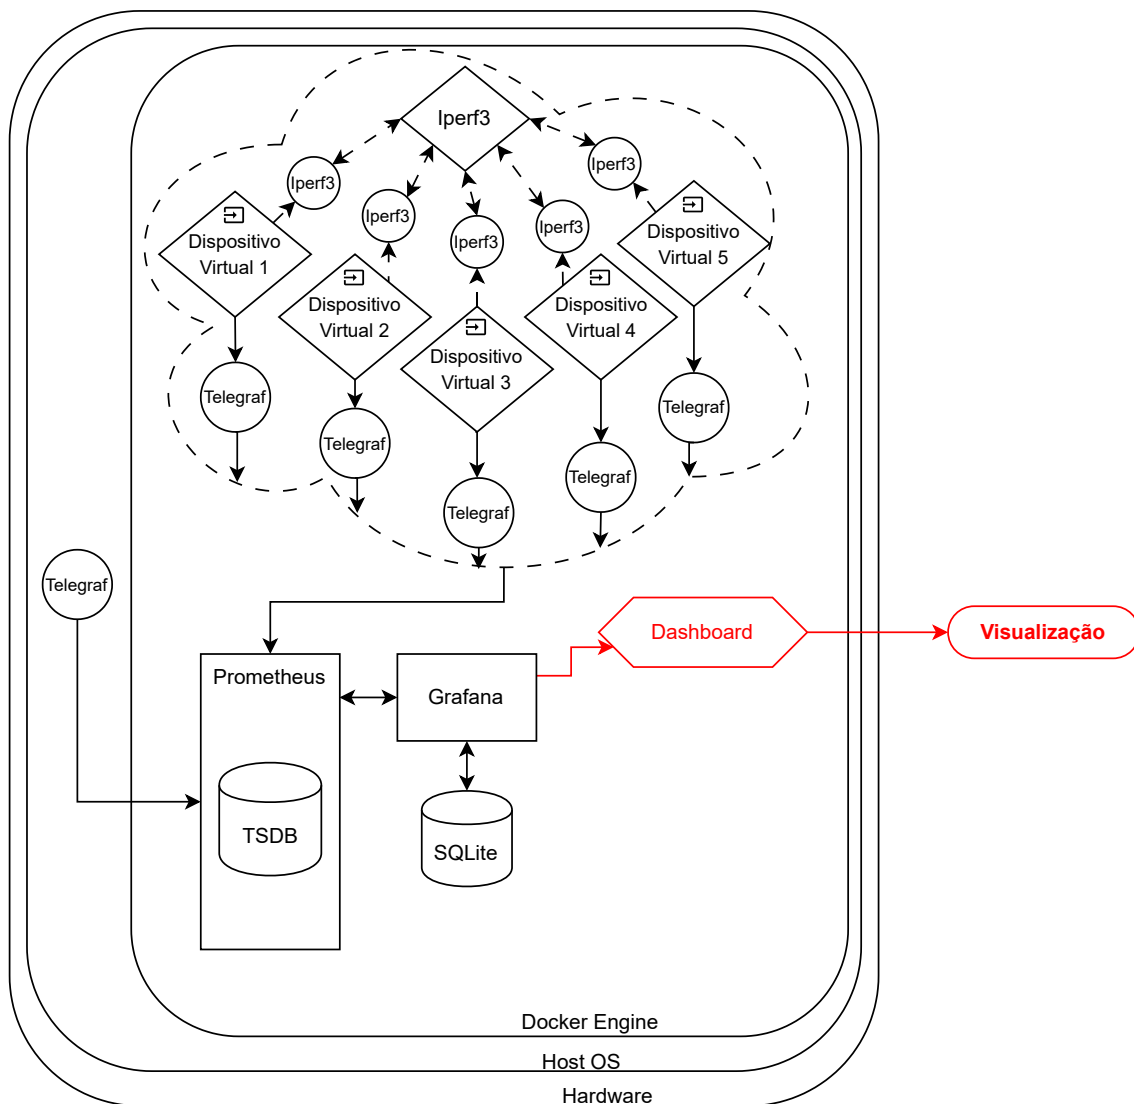 Iperf3
Iperf3
Iperf3
Iperf3
Iperf3
Iperf3
Dispositivo
Virtual 1
Dispositivo
Virtual 2
Dispositivo
Virtual 3
Dispositivo
Virtual 4
Dispositivo
Virtual 5
Telegraf
Telegraf
Telegraf
Telegraf
Telegraf
Telegraf
Prometheus
TSDB
Grafana
SQLite
Dashboard
Visualização
Docker Engine
Host OS
Hardware